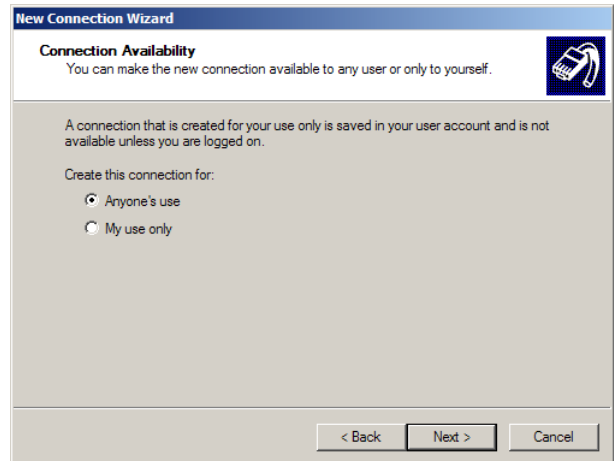 New Connection Wizard
Connection Availability
You can make the new connection available to any user or only to yourself.
A connection that is created for your use only is saved in your user account and is not
available unless you are logged on.
Create this connection for:
Anyone's use
My use only
< Back
Next >
Cancel